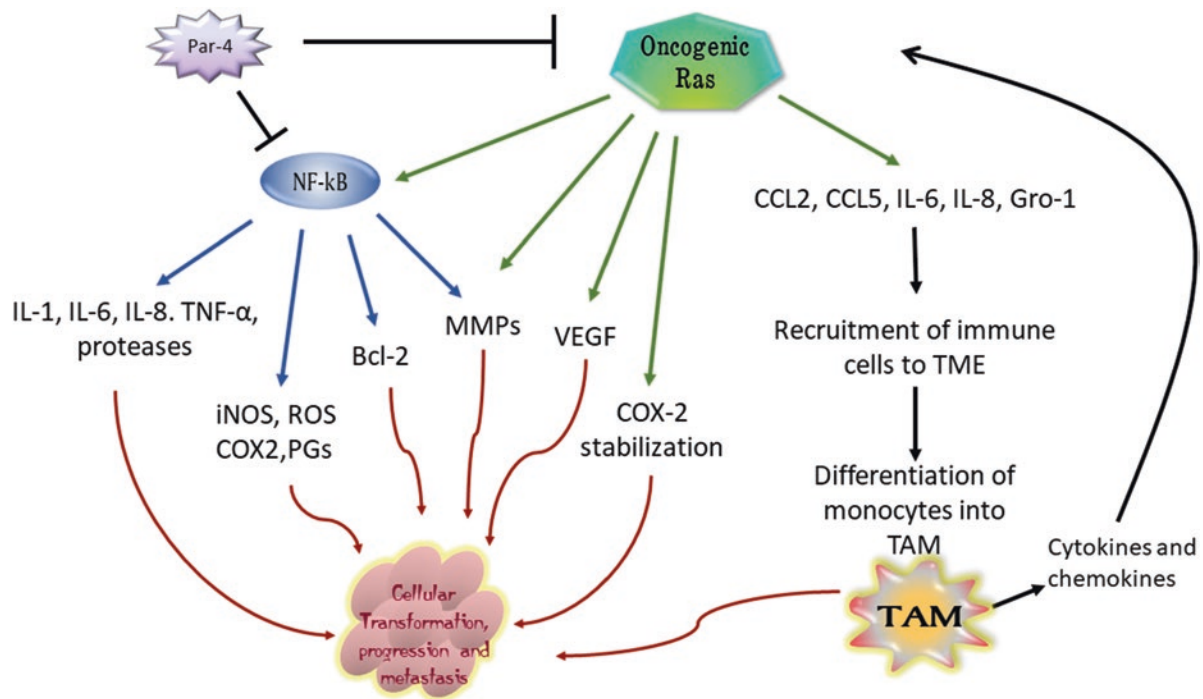 Par-4
Oncogenic
Ras
NF-kB
CCL2, CCL5, IL-6, IL-8, Gro-1
IL-1, IL-6, IL-8. TNF-α,
proteases
MMPs
VEGF
Bcl-2
Recruitment of immune
cells to TME
iNOS, ROS
COX2,PGs
COX-2
stabilization
Differentiation of
monocytes into
TAM
Cytokines and
chemokines
TAM
Cellular
Transformation,
progression and
metastasis